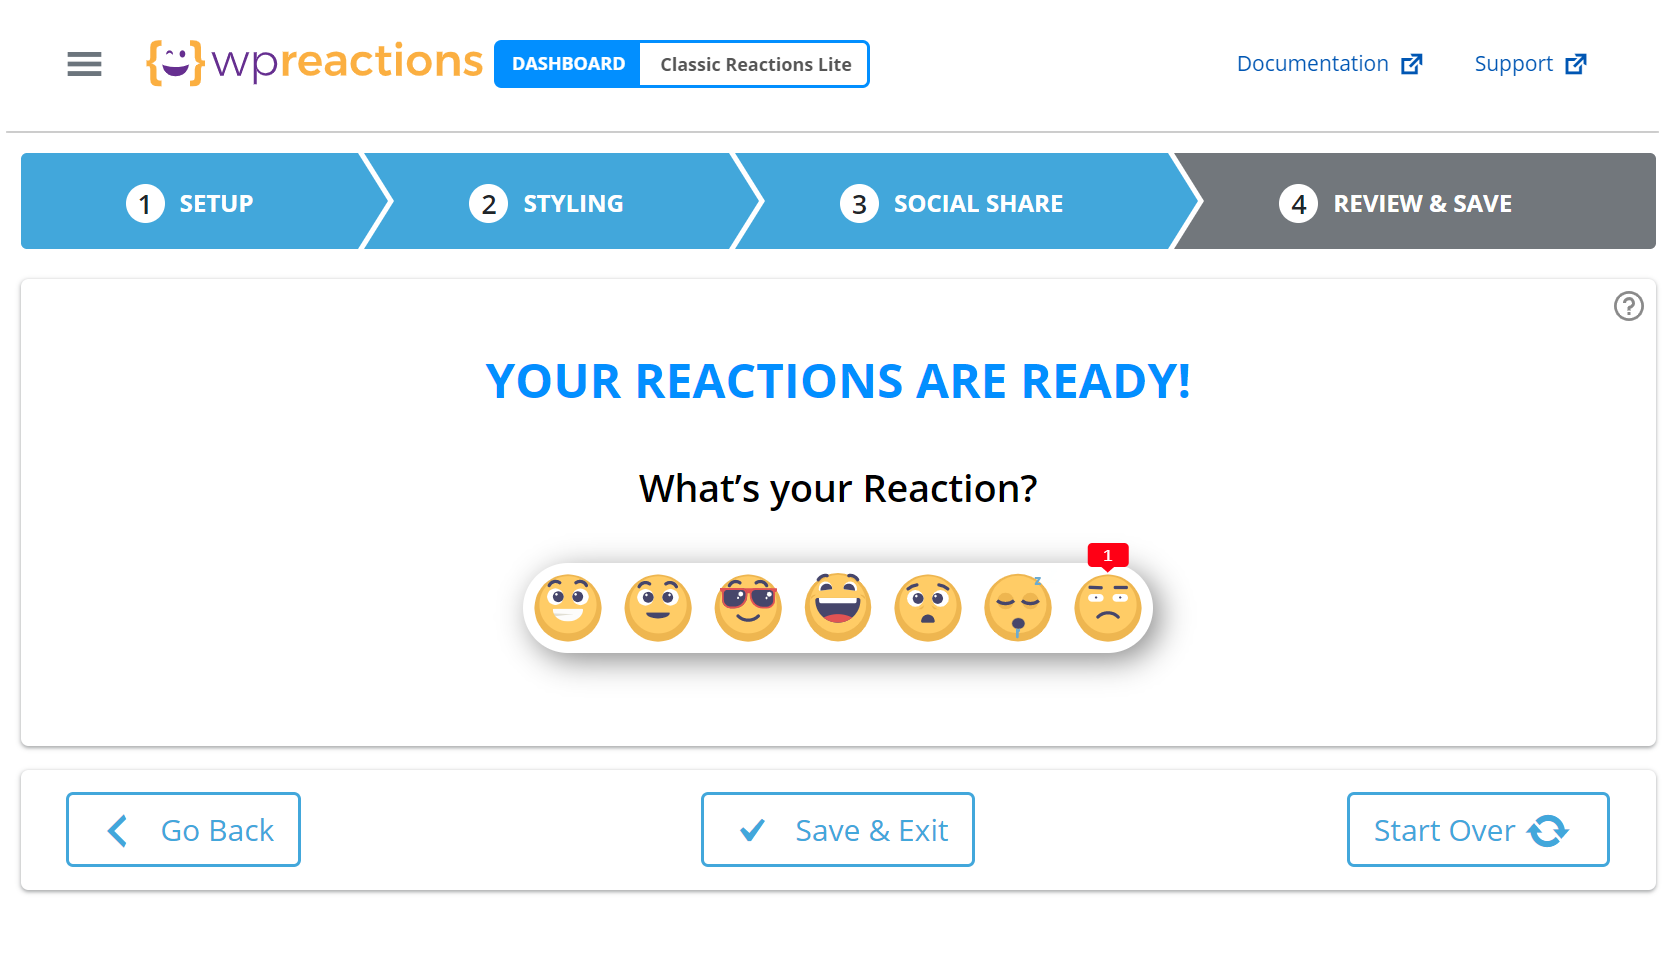 wpreactions DASHBOARD Classic Reactions Lite Documentation Support
1 SETUP 2 STYLING 3 SOCIAL SHARE 4 REVIEW & SAVE
?
YOUR REACTIONS ARE READY!
What’s your Reaction?
1
z
Go Back Save & Exit Start Over